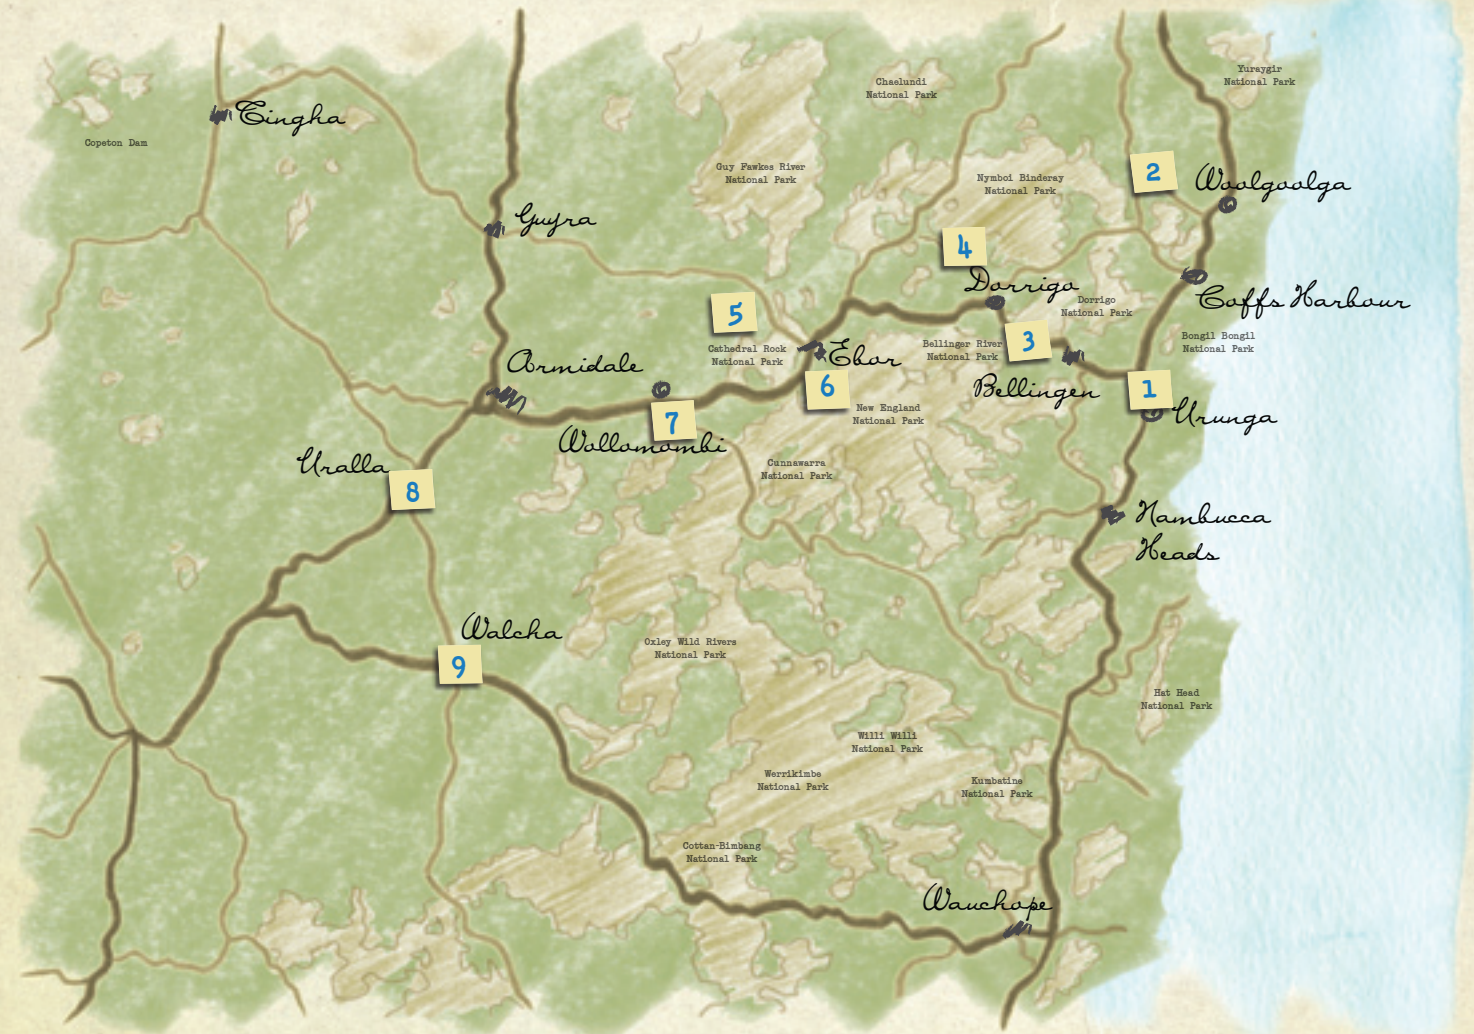 Yuraygir
National Park
Chaelundi
National Park
Tingha
Copeton Dam
Guy Fawkes River
National Park
2
Nymboi Binderay
National Park
Woolgoolga
Guyra
4
Dorrigo
Coffs Harbour
Dorrigo
National Park
5
3
Bongil Bongil
National Park
Cathedral Rock
National Park
Ebor
Bellinger River
National Park
Armidale
6
Bellingen
1
New England
National Park
7
Urunga
Wollomombi
Uralla
Cunnawarra
National Park
8
Nambucca
Heads
Walcha
Oxley Wild Rivers
National Park
9
Hat Head
National Park
Willi Willi
National Park
Werrikimbe
National Park
Kumbatine
National Park
Cottan-Bimbang
National Park
Wauchope